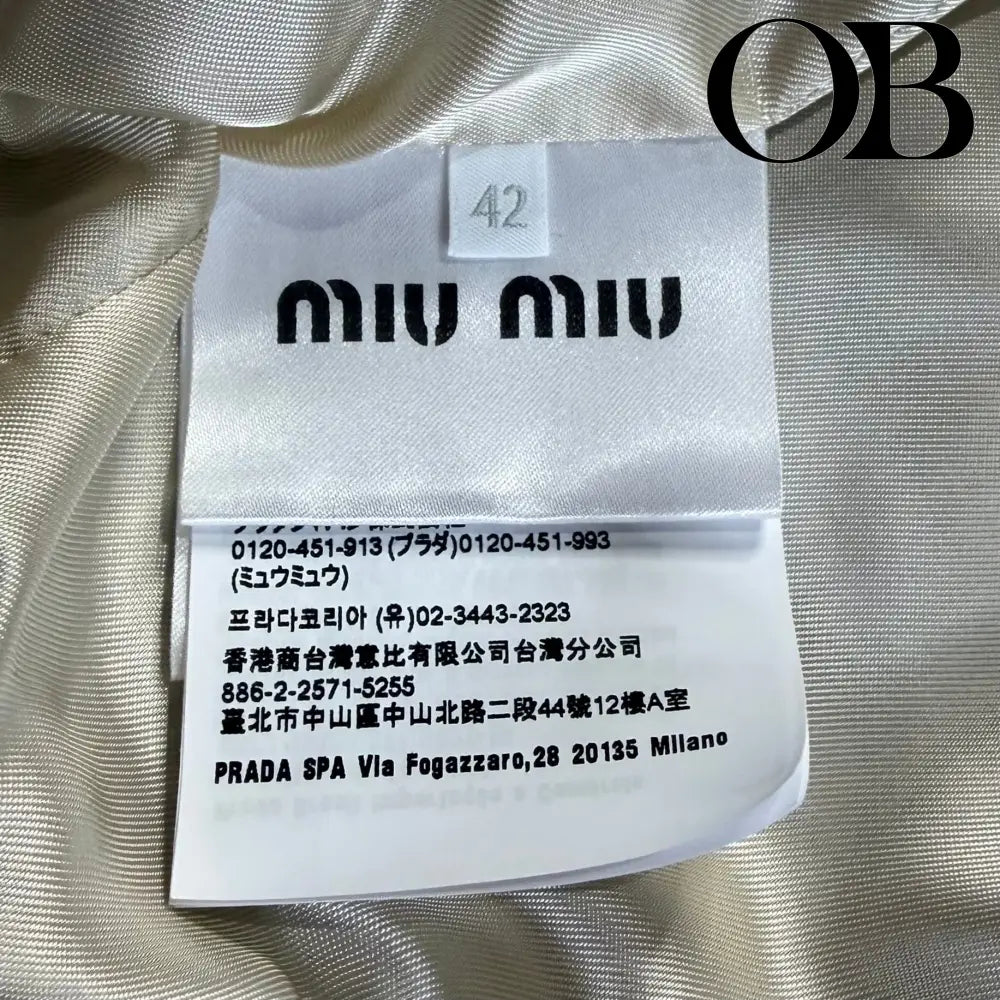 OB
42
miu miu
0120-451-913 (プラダ)0120-451-993
(ミュウミュウ)
프라다코리아 (유)02-3443-2323
香港商台灣意比有限公司台灣分公司
886-2-2571-5255
臺北市中山區中山北路二段44號12樓A室
PRADA SPA Via Fogazzaro,28 20135 Milano